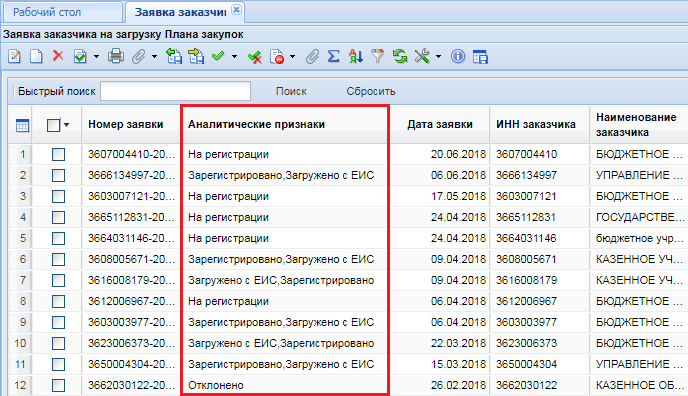 Рабочий стол Заявка заказчи
Заявка заказчика на загрузку Плана закупок
Быстрый поиск Поиск Сбросить
Номер заявки Аналитические признаки Дата заявки ИНН заказчика Наименование
заказчика
1 3607004410-20... На регистрации 20.06.2018 3607004410 БЮДЖЕТНОЕ ...
2 3666134997-20... Зарегистрировано,Загружено с ЕИС 06.06.2018 3666134997 УПРАВЛЕНИЕ ...
3 3603007121-20... На регистрации 17.05.2018 3603007121 БЮДЖЕТНОЕ ...
4 3665112831-20... На регистрации 24.04.2018 3665112831 ГОСУДАРСТВЕ...
5 3664031146-20... На регистрации 24.04.2018 3664031146 бюджетное учр...
6 3608005671-20... Зарегистрировано,Загружено с ЕИС 09.04.2018 3608005671 КАЗЕННОЕ УЧ...
7 3616008179-20... Загружено с ЕИС,Зарегистрировано 09.04.2018 3616008179 КАЗЕННОЕ УЧ...
8 3612006967-20... На регистрации 06.04.2018 3612006967 БЮДЖЕТНОЕ ...
9 3603003977-20... Зарегистрировано,Загружено с ЕИС 06.04.2018 3603003977 БЮДЖЕТНОЕ ...
10 3623006373-20... Загружено с ЕИС,Зарегистрировано 22.03.2018 3623006373 БЮДЖЕТНОЕ ...
11 3650004304-20... Зарегистрировано,Загружено с ЕИС 15.03.2018 3650004304 УПРАВЛЕНИЕ ...
12 3662030122-20... Отклонено 26.02.2018 3662030122 КАЗЕННОЕ ОБ...